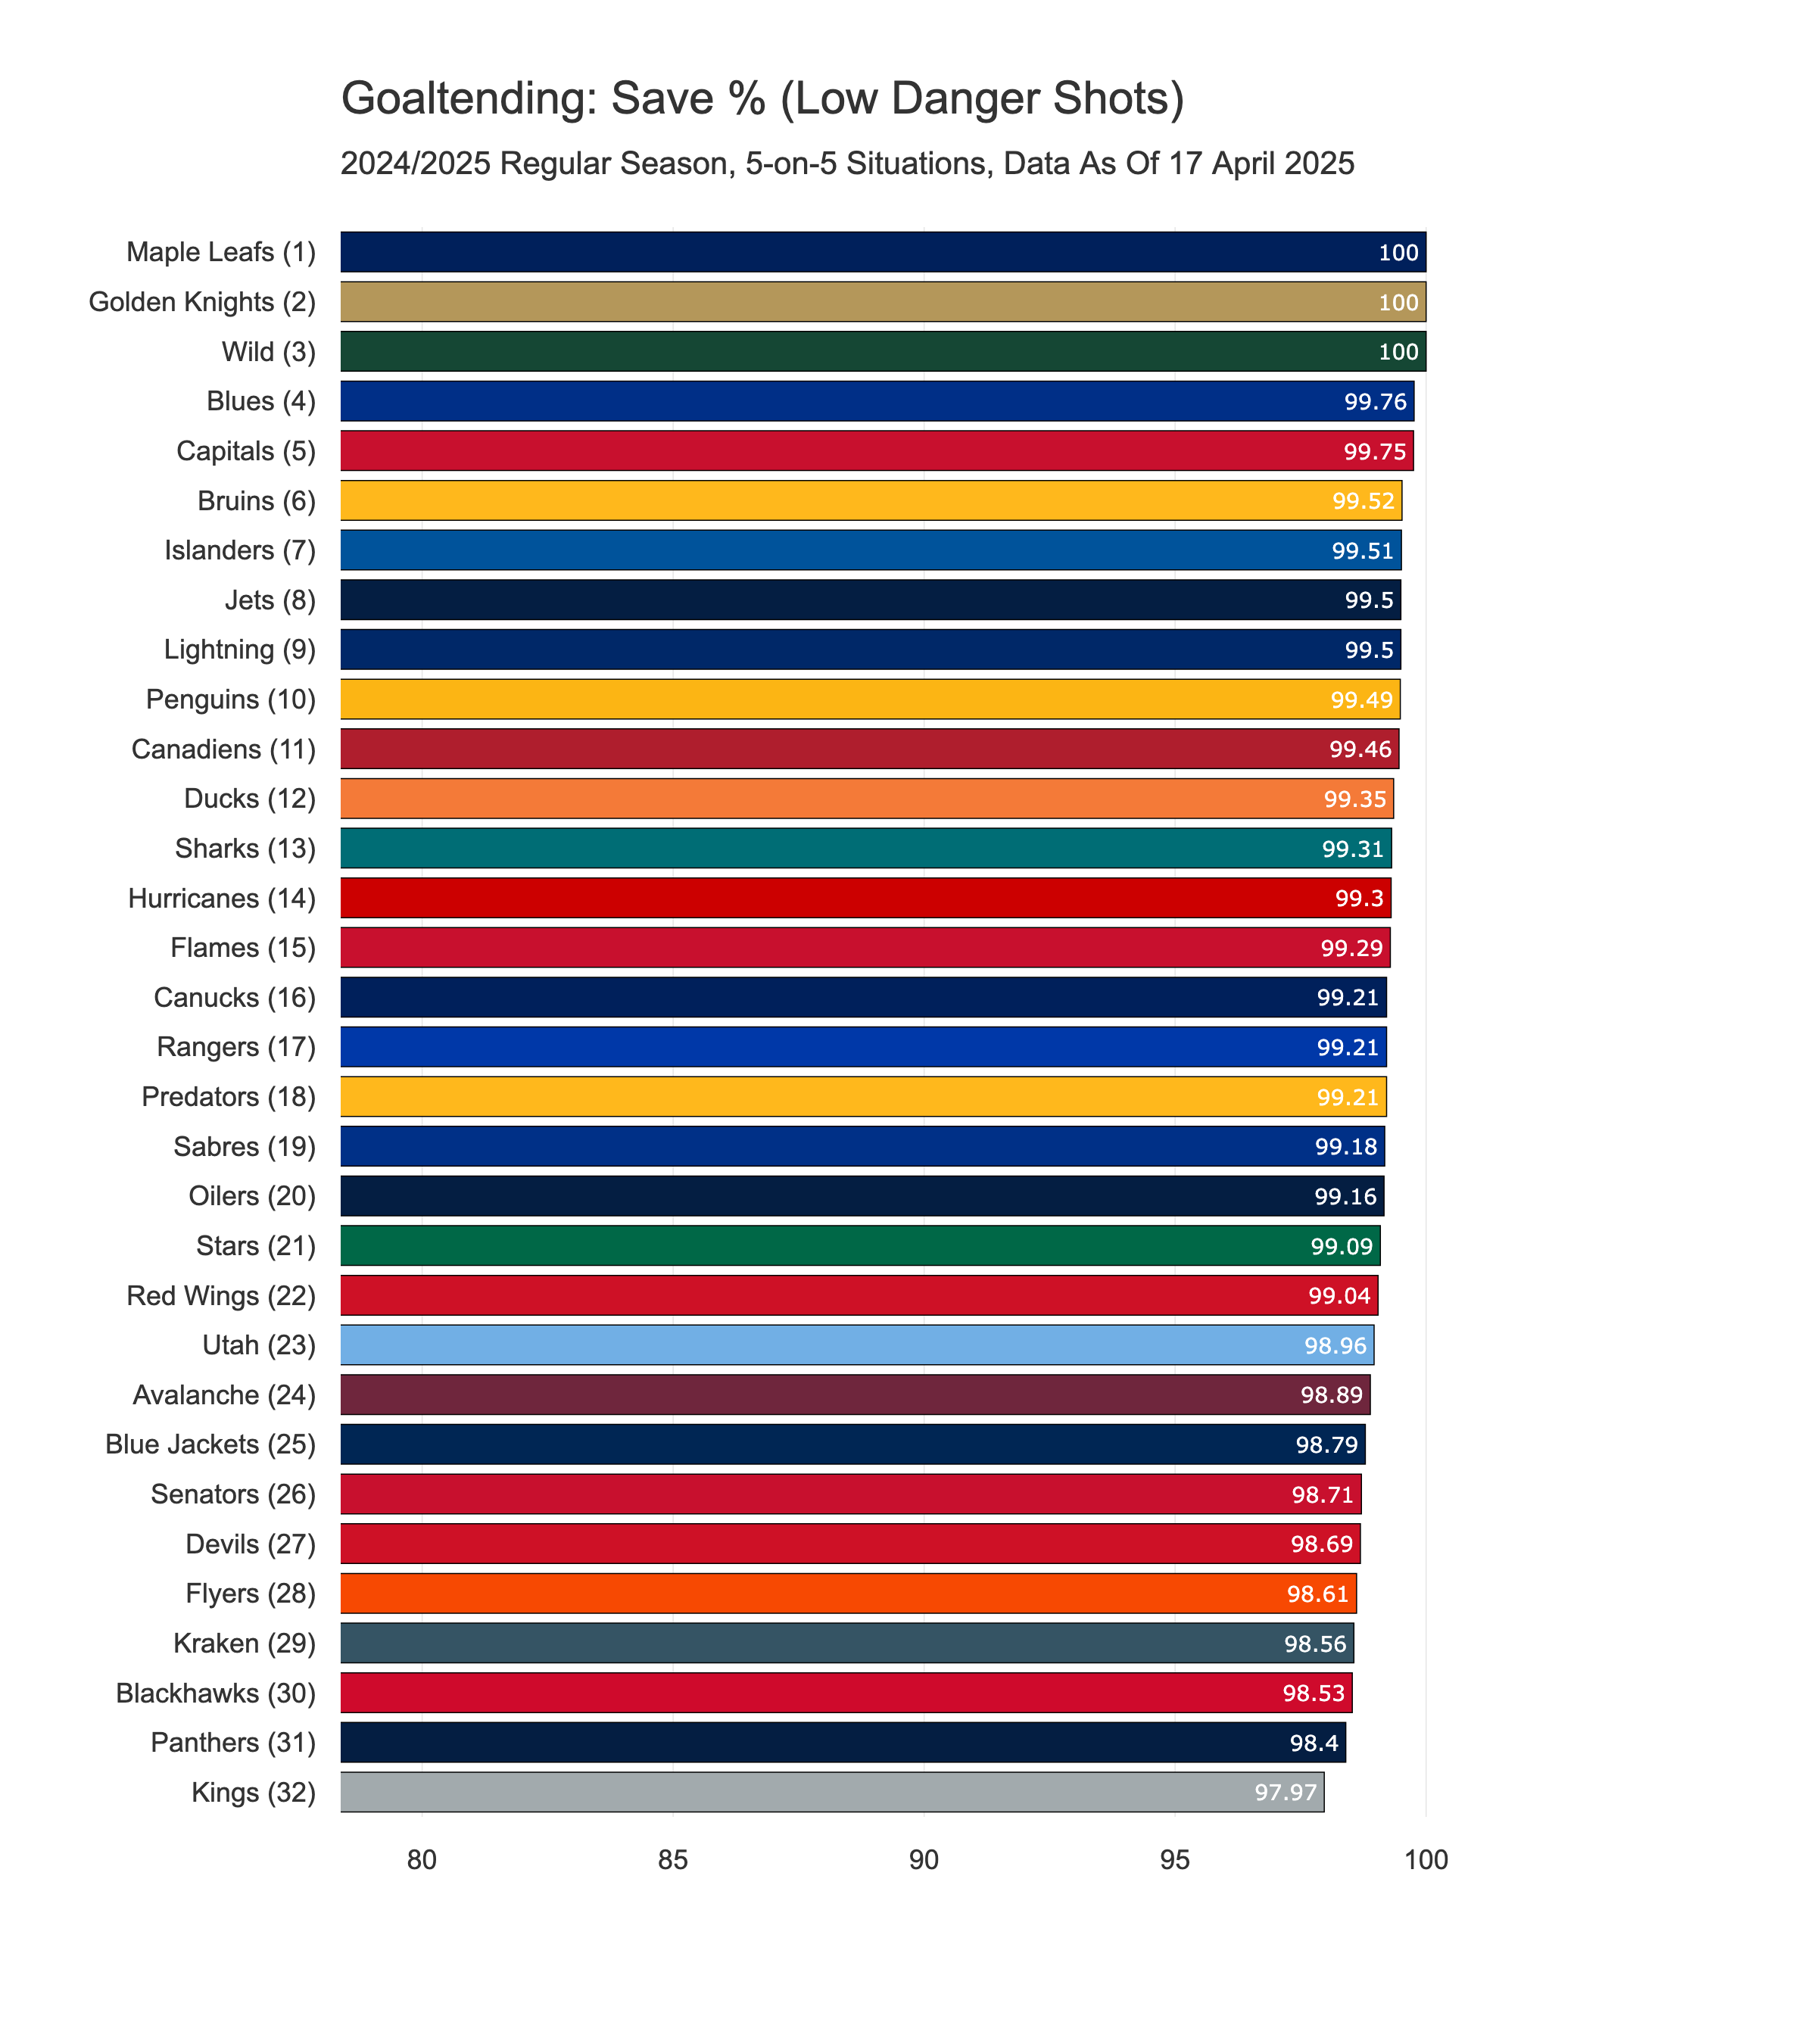 Goaltending: Save % (Low Danger Shots)
2024/2025 Regular Season, 5-on-5 Situations, Data As Of 17 April 2025
Maple Leafs (1) 100
Golden Knights (2) 100
Wild (3) 100
Blues (4) 99.76
Capitals (5) 99.75
Bruins (6) 99.52
Islanders (7) 99.51
Jets (8) 99.5
Lightning (9) 99.5
Penguins (10) 99.49
Canadiens (11) 99.46
Ducks (12) 99.35
Sharks (13) 99.31
Hurricanes (14) 99.3
Flames (15) 99.29
Canucks (16) 99.21
Rangers (17) 99.21
Predators (18) 99.21
Sabres (19) 99.18
Oilers (20) 99.16
Stars (21) 99.09
Red Wings (22) 99.04
Utah (23) 98.96
Avalanche (24) 98.89
Blue Jackets (25) 98.79
Senators (26) 98.71
Devils (27) 98.69
Flyers (28) 98.61
Kraken (29) 98.56
Blackhawks (30) 98.53
Panthers (31) 98.4
Kings (32) 97.97
80 85 90 95 100